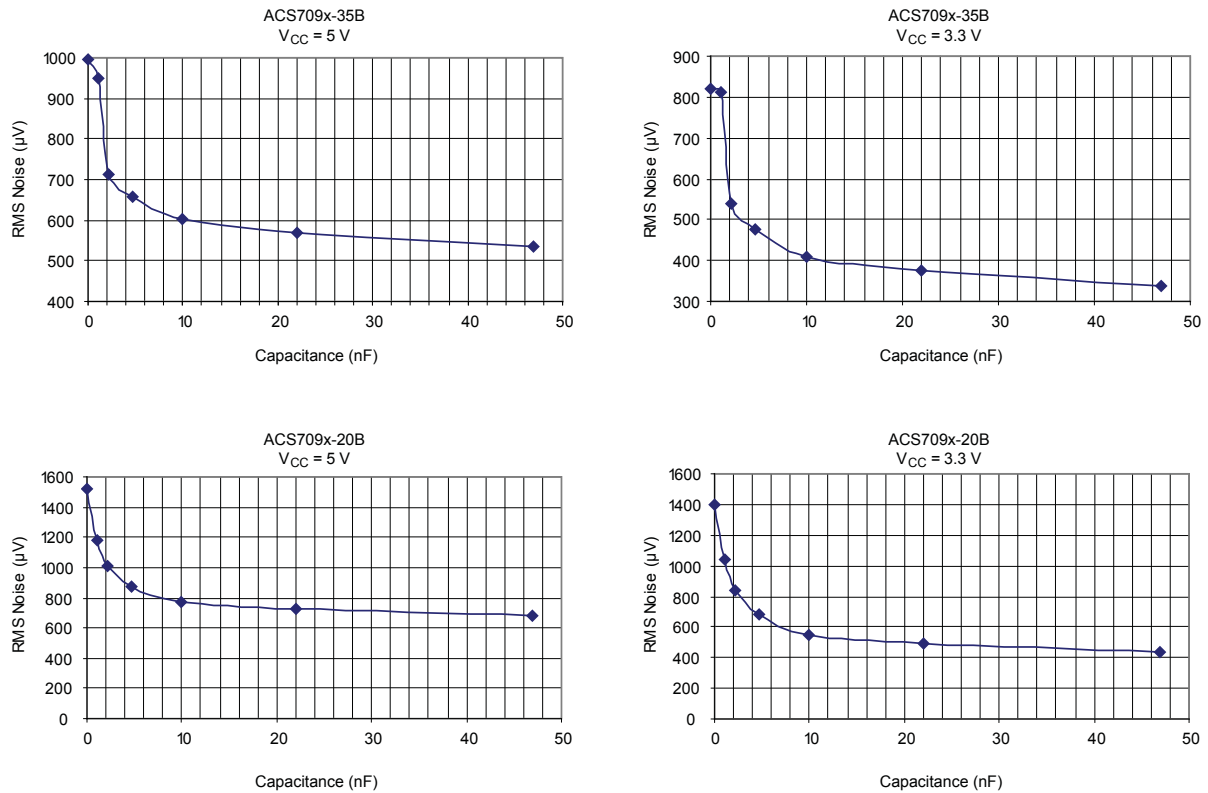 ACS709x-35B
VCC = 5 V
1000
900
800
700
600
500
400
RMS Noise (µV)
0 10 20 30 40 50
Capacitance (nF)
ACS709x-35B
VCC = 3.3 V
900
800
700
600
500
400
300
RMS Noise (µV)
0 10 20 30 40 50
Capacitance (nF)
ACS709x-20B
VCC = 5 V
1600
1400
1200
1000
800
600
400
200
0
RMS Noise (µV)
0 10 20 30 40 50
Capacitance (nF)
ACS709x-20B
VCC = 3.3 V
1600
1400
1200
1000
800
600
400
200
0
RMS Noise (µV)
0 10 20 30 40 50
Capacitance (nF)